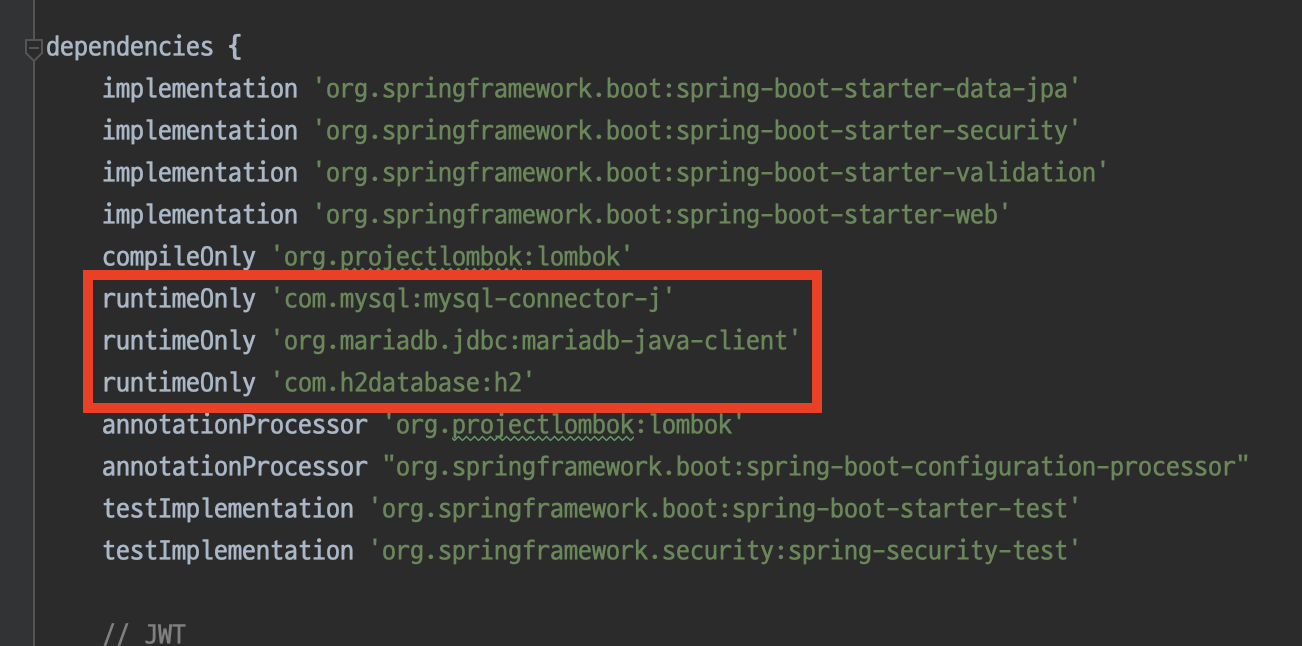 dependencies {
implementation 'org.springframework.boot:spring-boot-starter-data-jpa'
implementation 'org.springframework.boot:spring-boot-starter-security'
implementation 'org.springframework.boot:spring-boot-starter-validation'
implementation 'org.springframework.boot:spring-boot-starter-web'
compileOnly 'org.projectlombok:lombok'
runtimeOnly 'com.mysql:mysql-connector-j'
runtimeOnly 'org.mariadb.jdbc:mariadb-java-client'
runtimeOnly 'com.h2database:h2'
annotationProcessor 'org.projectlombok:lombok'
annotationProcessor "org.springframework.boot:spring-boot-configuration-processor"
testImplementation 'org.springframework.boot:spring-boot-starter-test'
testImplementation 'org.springframework.security:spring-security-test'
// JWT